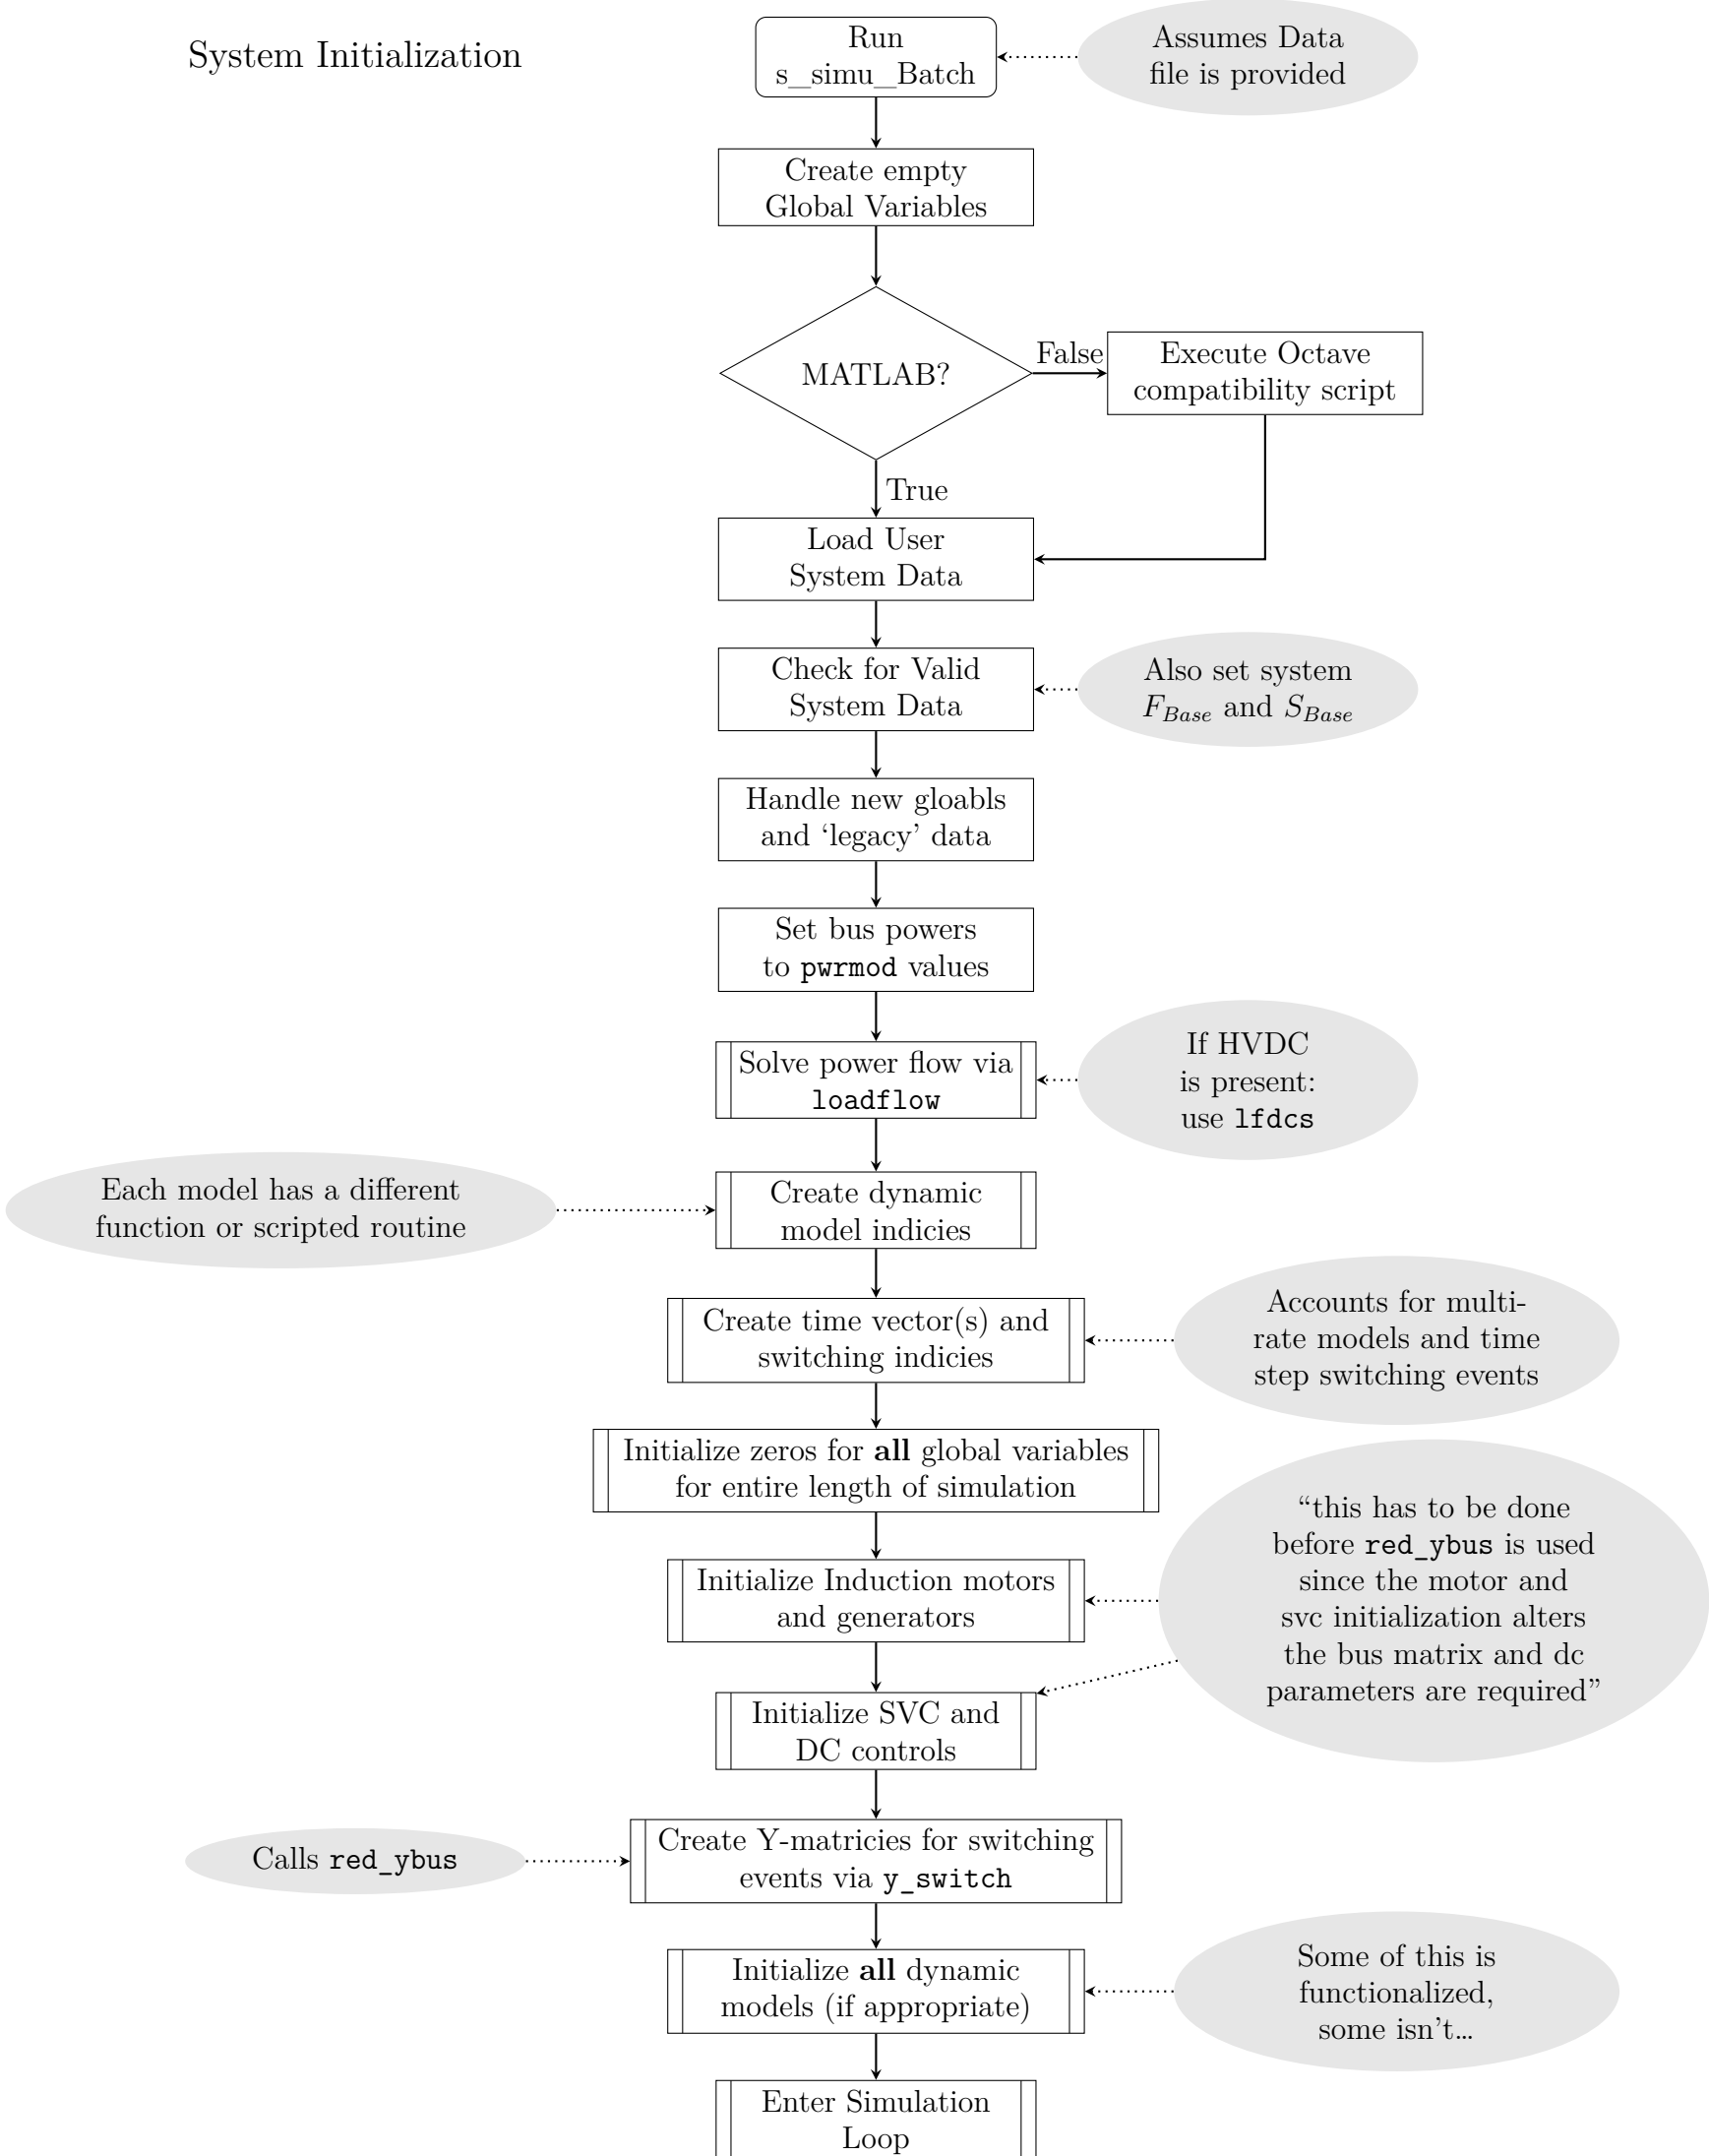 System Initialization
Run
s_simu_Batch
Assumes Data
file is provided
Create empty
Global Variables
MATLAB?
False
Execute Octave
compatibility script
True
Load User
System Data
Check for Valid
System Data
Also set system
F_Base and S_Base
Handle new gloabls
and ‘legacy’ data
Set bus powers
to pwrmod values
Solve power flow via
loadflow
If HVDC
is present:
use lfdcs
Each model has a different
function or scripted routine
Create dynamic
model indicies
Create time vector(s) and
switching indicies
Accounts for multi-
rate models and time
step switching events
Initialize zeros for all global variables
for entire length of simulation
Initialize Induction motors
and generators
“this has to be done
before red_ybus is used
since the motor and
svc initialization alters
the bus matrix and dc
parameters are required”
Initialize SVC and
DC controls
Calls red_ybus
Create Y-matricies for switching
events via y_switch
Initialize all dynamic
models (if appropriate)
Some of this is
functionalized,
some isn’t…
Enter Simulation
Loop